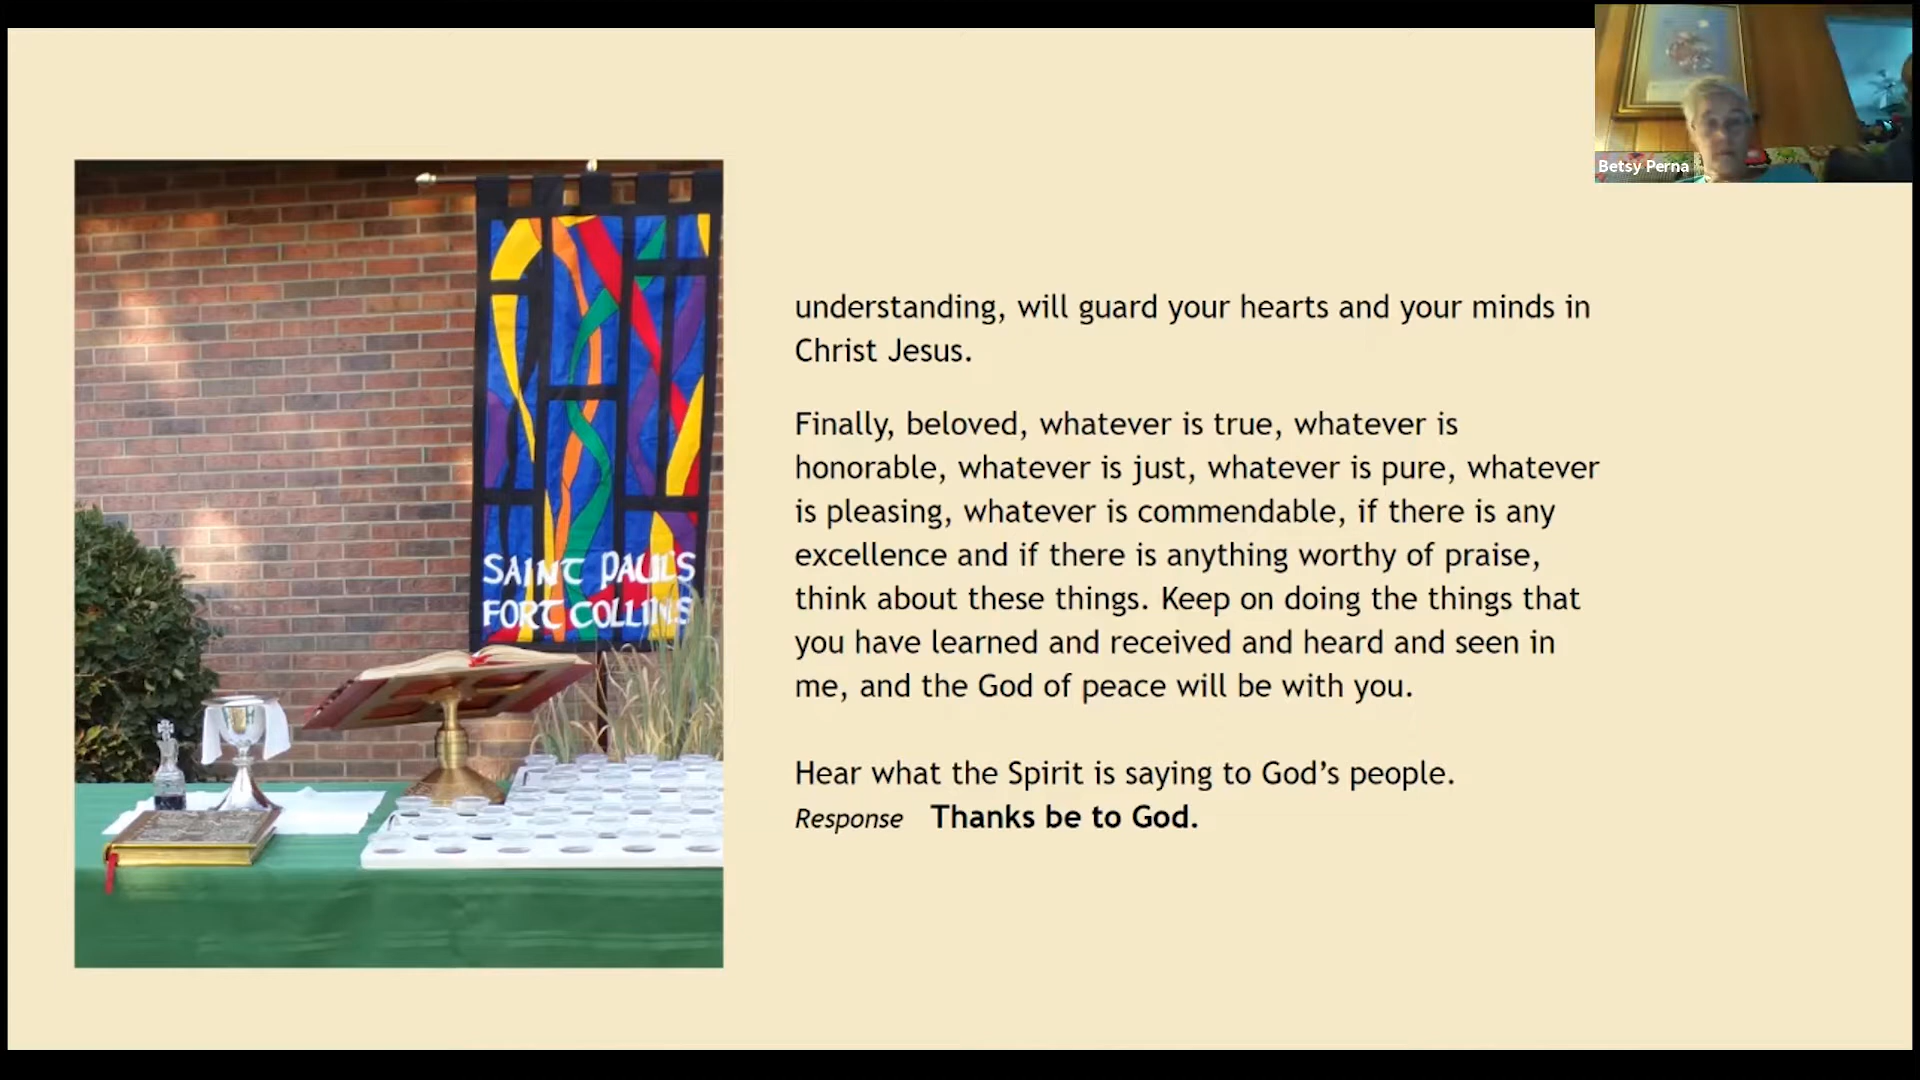 Betsy Perna
SAINT PAUL'S
FORT COLLINS
understanding, will guard your hearts and your minds in
Christ Jesus.
Finally, beloved, whatever is true, whatever is
honorable, whatever is just, whatever is pure, whatever
is pleasing, whatever is commendable, if there is any
excellence and if there is anything worthy of praise,
think about these things. Keep on doing the things that
you have learned and received and heard and seen in
me, and the God of peace will be with you.
Hear what the Spirit is saying to God’s people.
Response Thanks be to God.